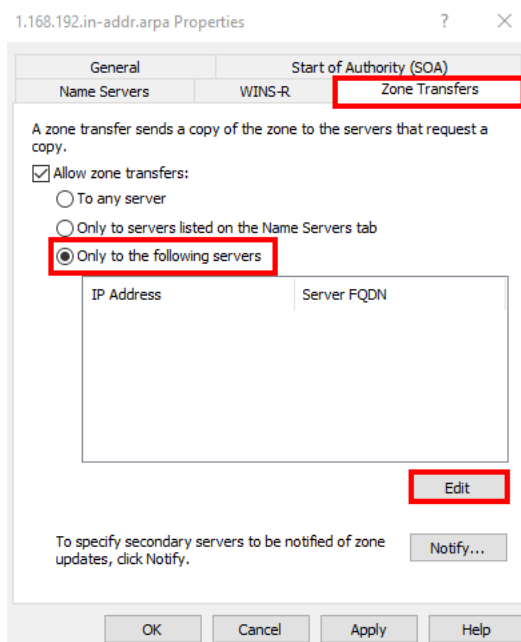 1.168.192.in-addr.arpa Properties ? ×
General Start of Authority (SOA)
Name Servers WINS-R Zone Transfers
A zone transfer sends a copy of the zone to the servers that request a
copy.
Allow zone transfers:
To any server
Only to servers listed on the Name Servers tab
Only to the following servers
IP Address Server FQDN
Edit
To specify secondary servers to be notified of zone
updates, click Notify.
Notify...
OK Cancel Apply Help